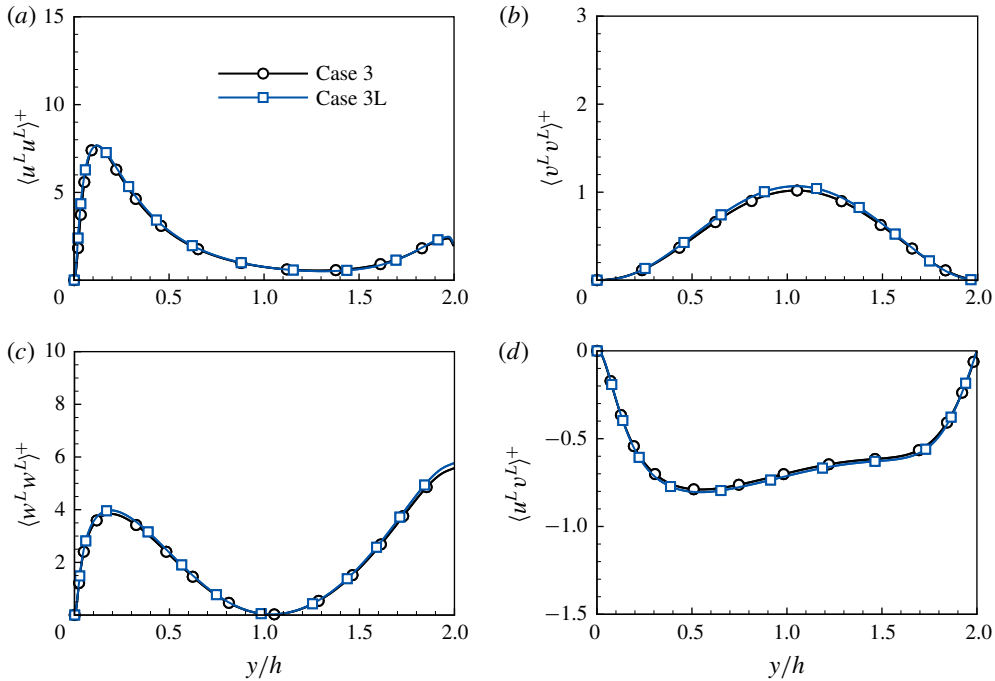 (a)
15
10
5
0
0.5
1.0
1.5
2.0
⟨u^L u^L⟩^+
Case 3
Case 3L
(b)
3
2
1
0
0.5
1.0
1.5
2.0
⟨v^L v^L⟩^+
(c)
10
8
6
4
2
0
0.5
1.0
1.5
2.0
⟨w^L w^L⟩^+
y/h
(d)
0
−0.5
−1.0
−1.5
0
0.5
1.0
1.5
2.0
⟨u^L v^L⟩^+
y/h